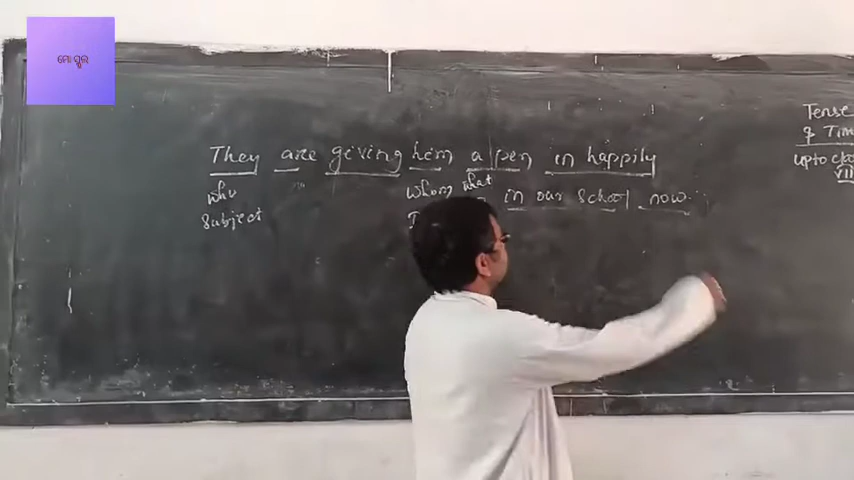 ମୋ ସ୍କୁଲ
They are giving him a pen in happily
who whom what in our School now.
Subject
Tense
& Time
upto class
VII